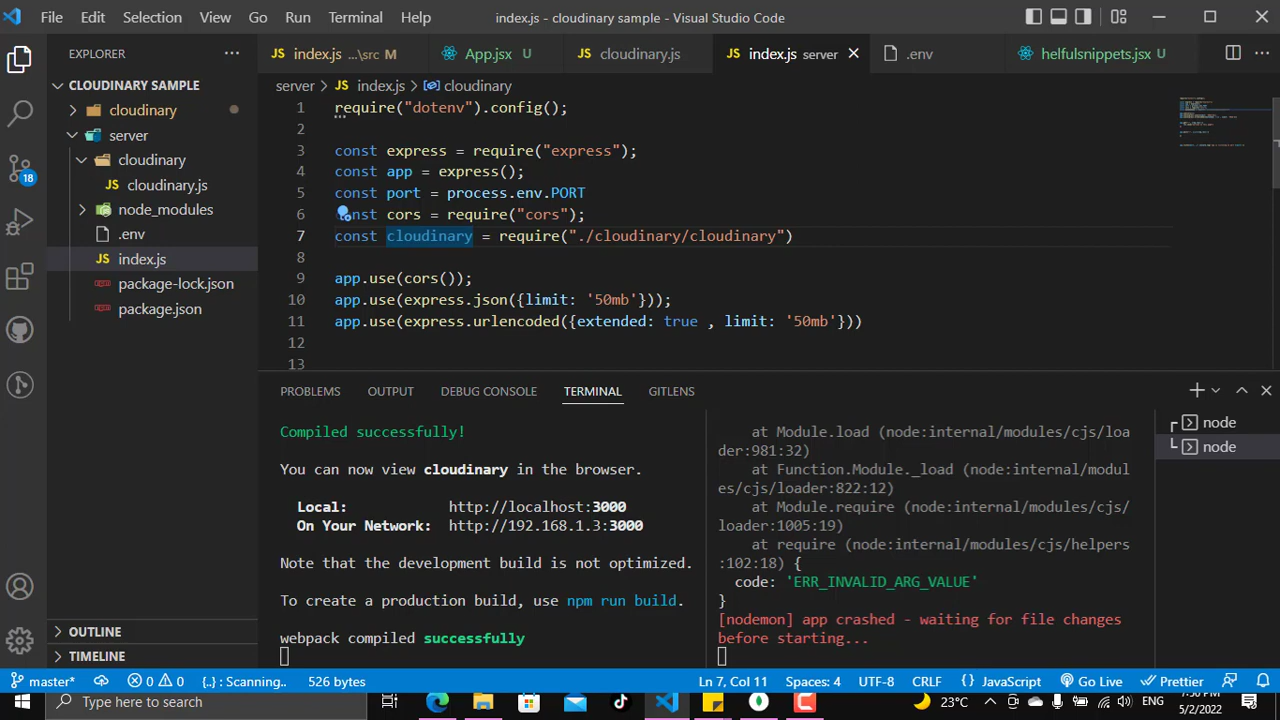 File Edit Selection View Go Run Terminal Help index.js - cloudinary sample - Visual Studio Code
EXPLORER
CLOUDINARY SAMPLE
cloudinary
server
cloudinary
cloudinary.js
node_modules
.env
index.js
package-lock.json
package.json
OUTLINE
TIMELINE
18
index.js ...\src M App.jsx U cloudinary.js index.js server .env helfulsnippets.jsx U
server > index.js > cloudinary
1 require("dotenv").config();
2
3 const express = require("express");
4 const app = express();
5 const port = process.env.PORT
6 nst cors = require("cors");
7 const cloudinary = require("./cloudinary/cloudinary")
8
9 app.use(cors());
10 app.use(express.json({limit: '50mb'}));
11 app.use(express.urlencoded({extended: true , limit: '50mb'}))
12
13
PROBLEMS OUTPUT DEBUG CONSOLE TERMINAL GITLENS
Compiled successfully!
You can now view cloudinary in the browser.
Local: http://localhost:3000
On Your Network: http://192.168.1.3:3000
Note that the development build is not optimized.
To create a production build, use npm run build.
webpack compiled successfully
at Module.load (node:internal/modules/cjs/loa
der:981:32)
at Function.Module._load (node:internal/modul
es/cjs/loader:822:12)
at Module.require (node:internal/modules/cjs/
loader:1005:19)
at require (node:internal/modules/cjs/helpers
:102:18) {
code: 'ERR_INVALID_ARG_VALUE'
}
[nodemon] app crashed - waiting for file changes
before starting...
node
node
master* 0 0 {..} : Scanning.. 526 bytes Ln 7, Col 11 Spaces: 4 UTF-8 CRLF {} JavaScript Go Live Prettier
Type here to search 23°C
5/2/2022